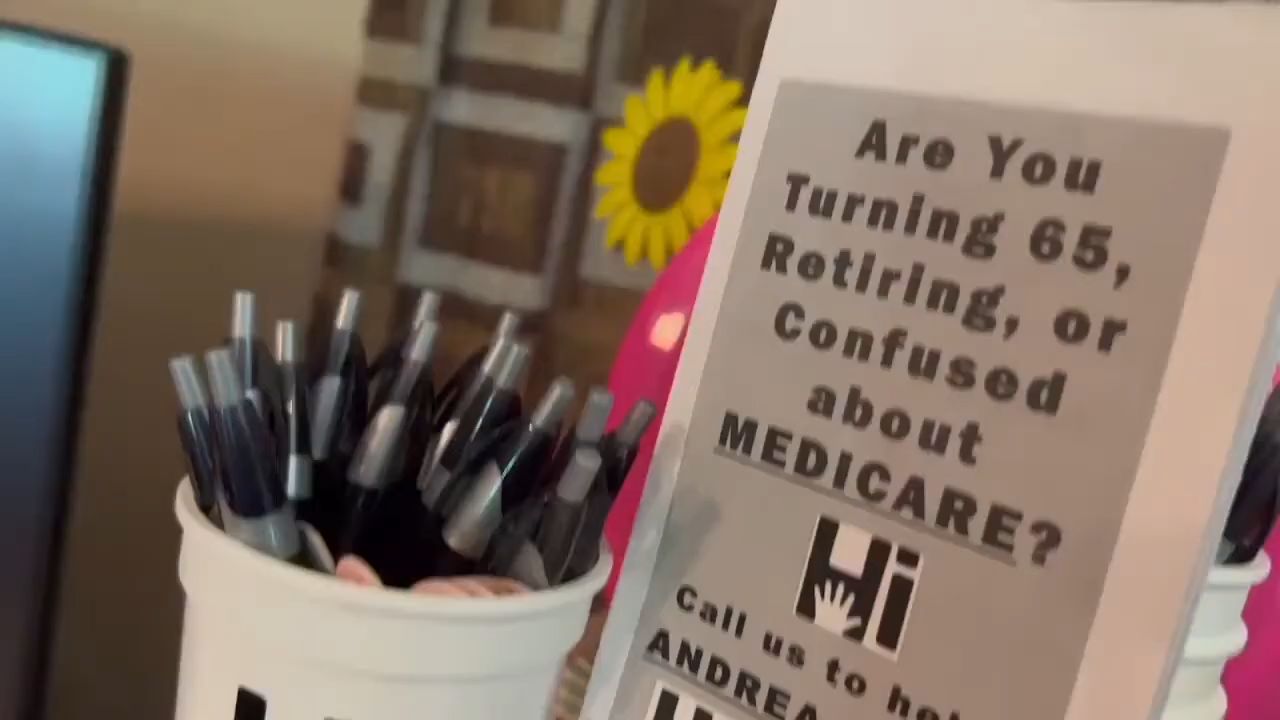 Are You
Turning 65,
Retiring, or
Confused
about
MEDICARE?
Hi
Call us to
ANDREA